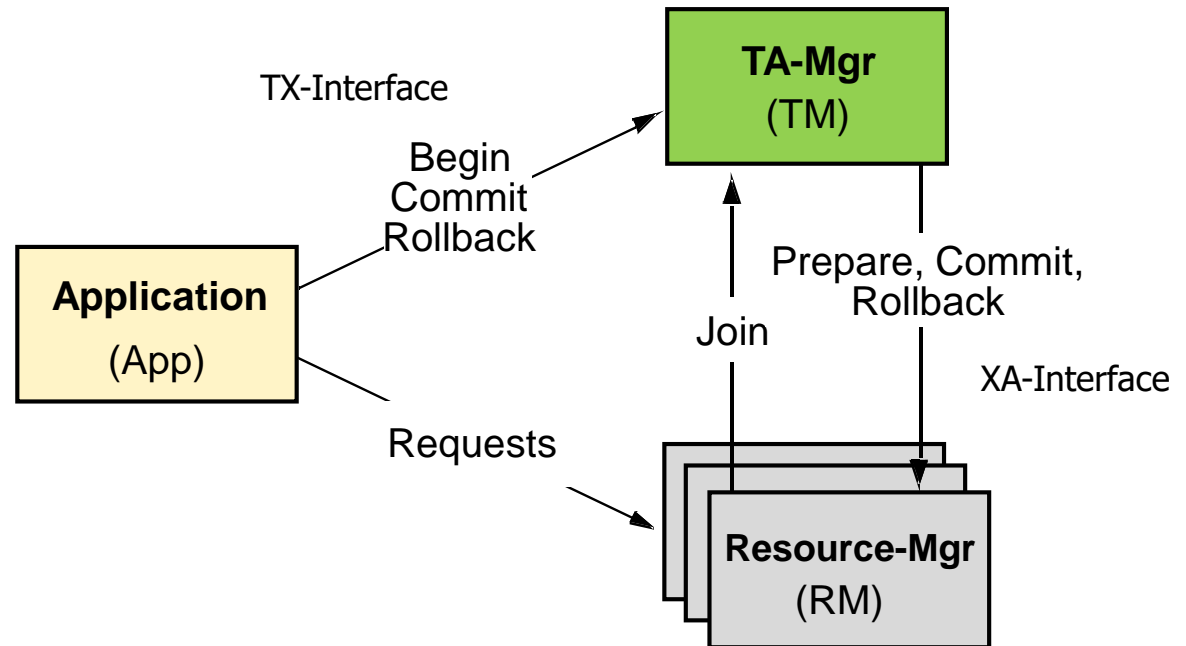 TA-Mgr
(TM)
TX-Interface
Begin
Commit
Rollback
Application
(App)
Prepare, Commit,
Rollback
Join
XA-Interface
Requests
Resource-Mgr
(RM)